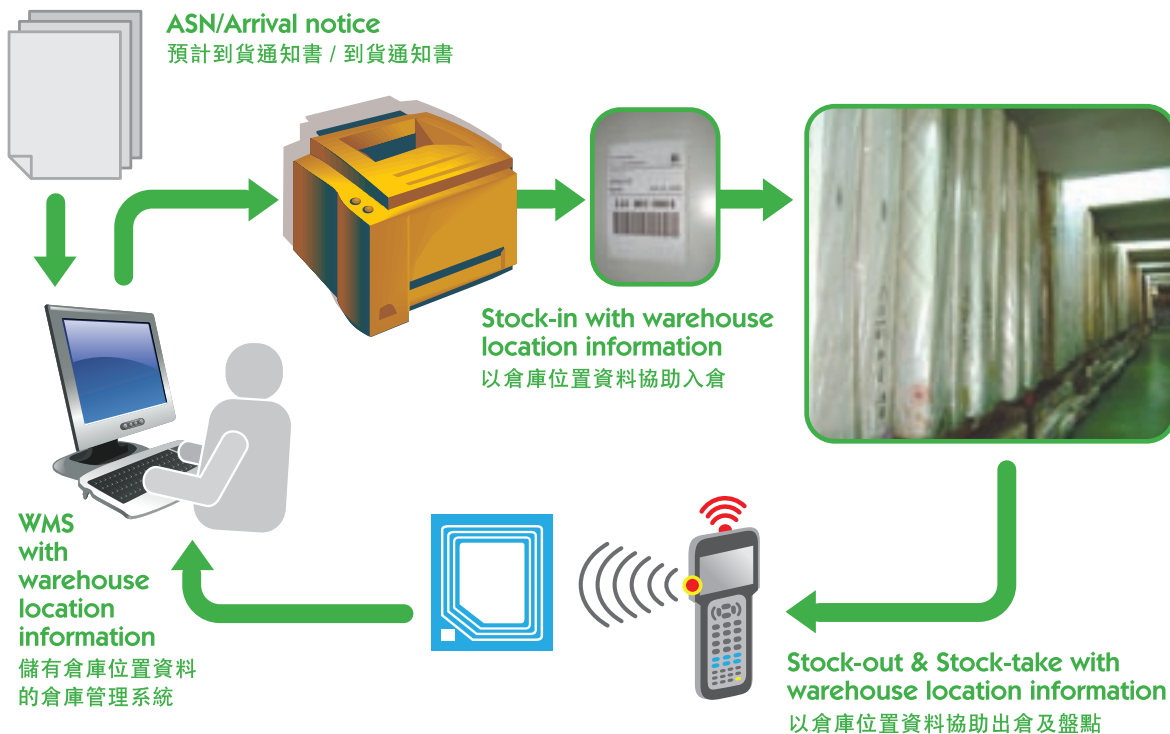 ASN/Arrival notice
預計到貨通知書 / 到貨通知書
Stock-in with warehouse
location information
以倉庫位置資料協助入倉
WMS
with
warehouse
location
information
儲有倉庫位置資料
的倉庫管理系統
Stock-out & Stock-take with
warehouse location information
以倉庫位置資料協助出倉及盤點